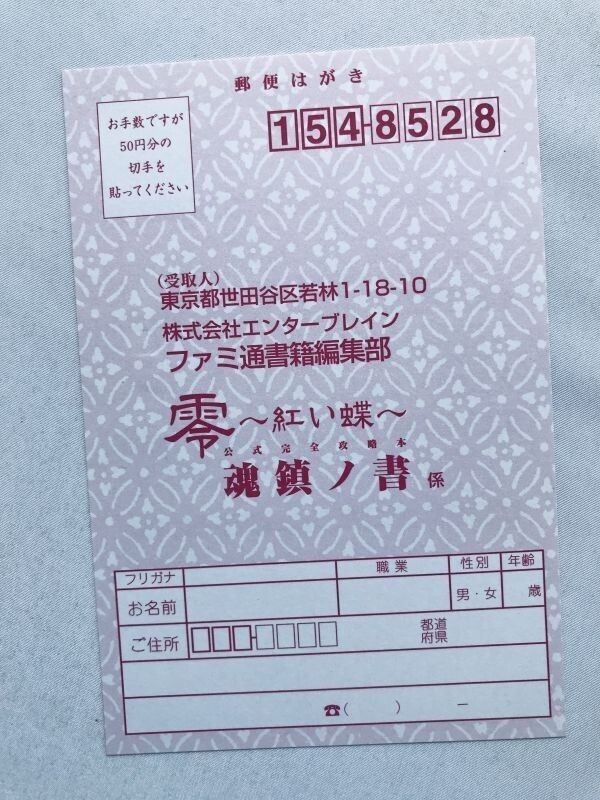 郵便はがき
お手数ですが
50円分の
切手を
貼ってください
154-8528
(受取人)
東京都世田谷区若林1-18-10
株式会社エンターブレイン
ファミ通書籍編集部
零～紅い蝶～
公式完全攻略本
魂鎮ノ書 係
フリガナ 職業 性別 年齢
お名前 男・女 歳
ご住所 都道
府県
☎( ) －